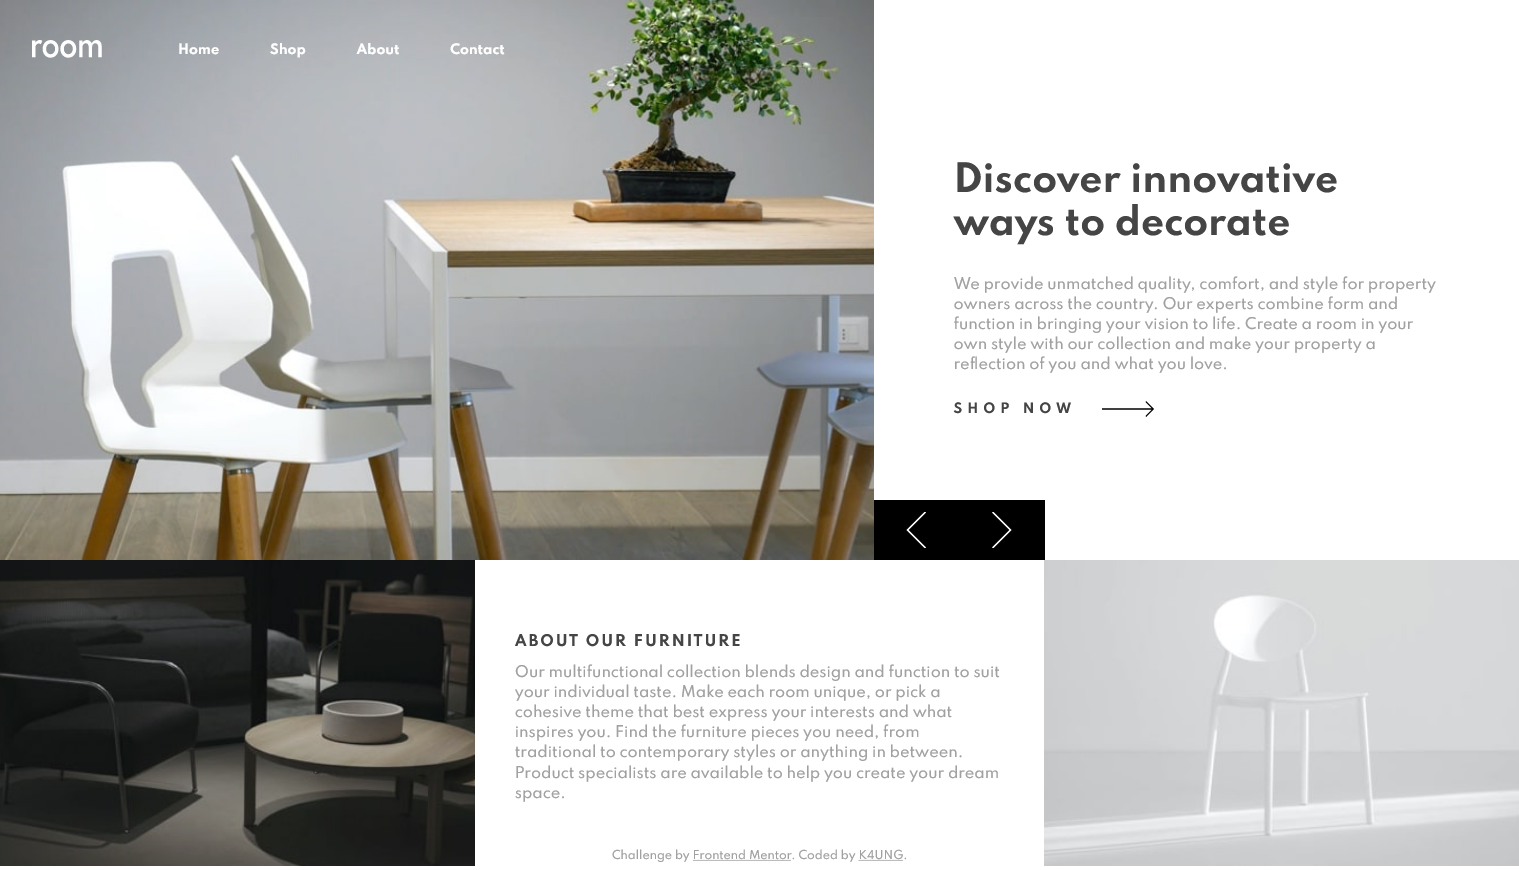 room
Home
Shop
About
Contact
Discover innovative
ways to decorate
We provide unmatched quality, comfort, and style for property
owners across the country. Our experts combine form and
function in bringing your vision to life. Create a room in your
own style with our collection and make your property a
reflection of you and what you love.
SHOP NOW
ABOUT OUR FURNITURE
Our multifunctional collection blends design and function to suit
your individual taste. Make each room unique, or pick a
cohesive theme that best express your interests and what
inspires you. Find the furniture pieces you need, from
traditional to contemporary styles or anything in between.
Product specialists are available to help you create your dream
space.
Challenge by Frontend Mentor. Coded by K4UNG.